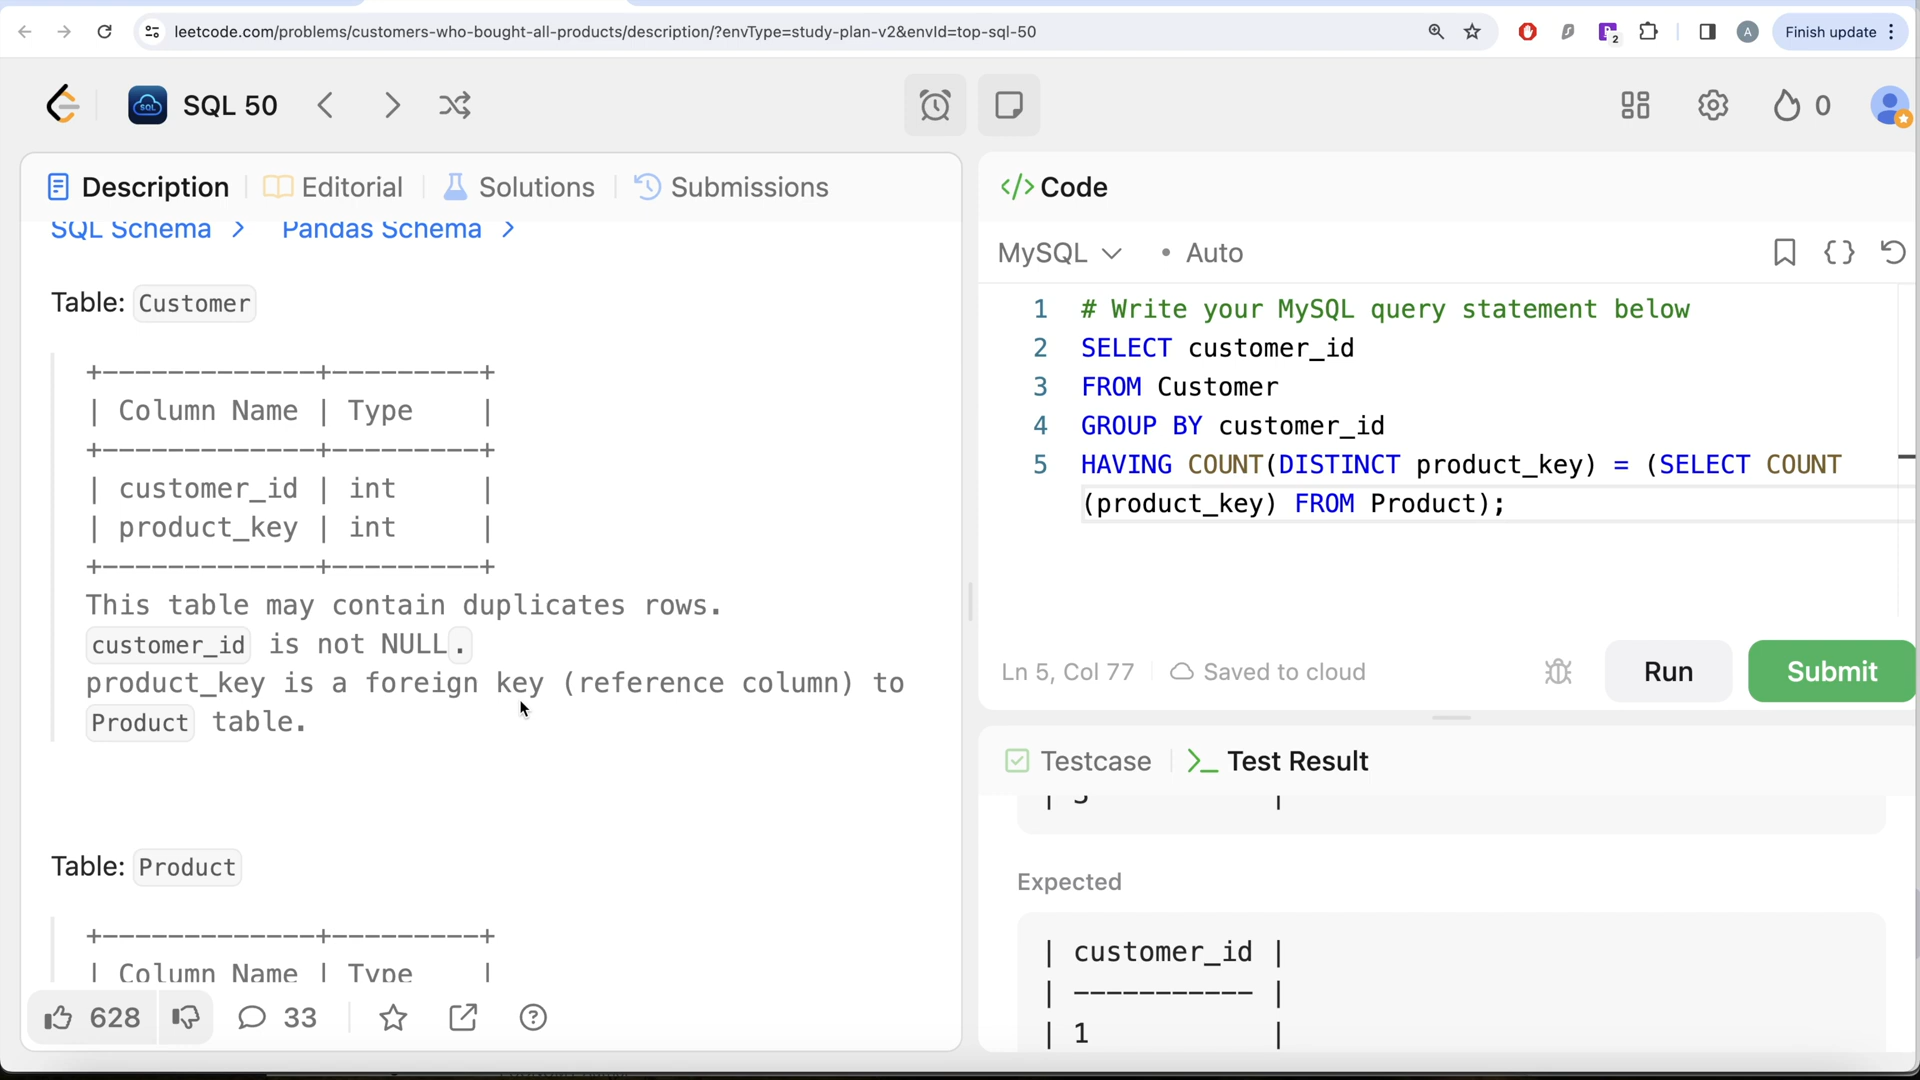 leetcode.com/problems/customers-who-bought-all-products/description/?envType=study-plan-v2&envId=top-sql-50
2
A
Finish update
SQL
SQL 50
0
Description
Editorial
Solutions
Submissions
SQL Schema
Pandas Schema
Table: Customer
+-------------+---------+
| Column Name | Type    |
+-------------+---------+
| customer_id | int     |
| product_key | int     |
+-------------+---------+
This table may contain duplicates rows.
customer_id is not NULL.
product_key is a foreign key (reference column) to
Product table.
Table: Product
+-------------+---------+
| Column Name | Type    |
628
33
</> Code
MySQL
• Auto
1 # Write your MySQL query statement below
2 SELECT customer_id
3 FROM Customer
4 GROUP BY customer_id
5 HAVING COUNT(DISTINCT product_key) = (SELECT COUNT
(product_key) FROM Product);
Ln 5, Col 77
Saved to cloud
Run
Submit
Testcase
>_ Test Result
| 3           |
Expected
| customer_id |
| ----------- |
| 1           |